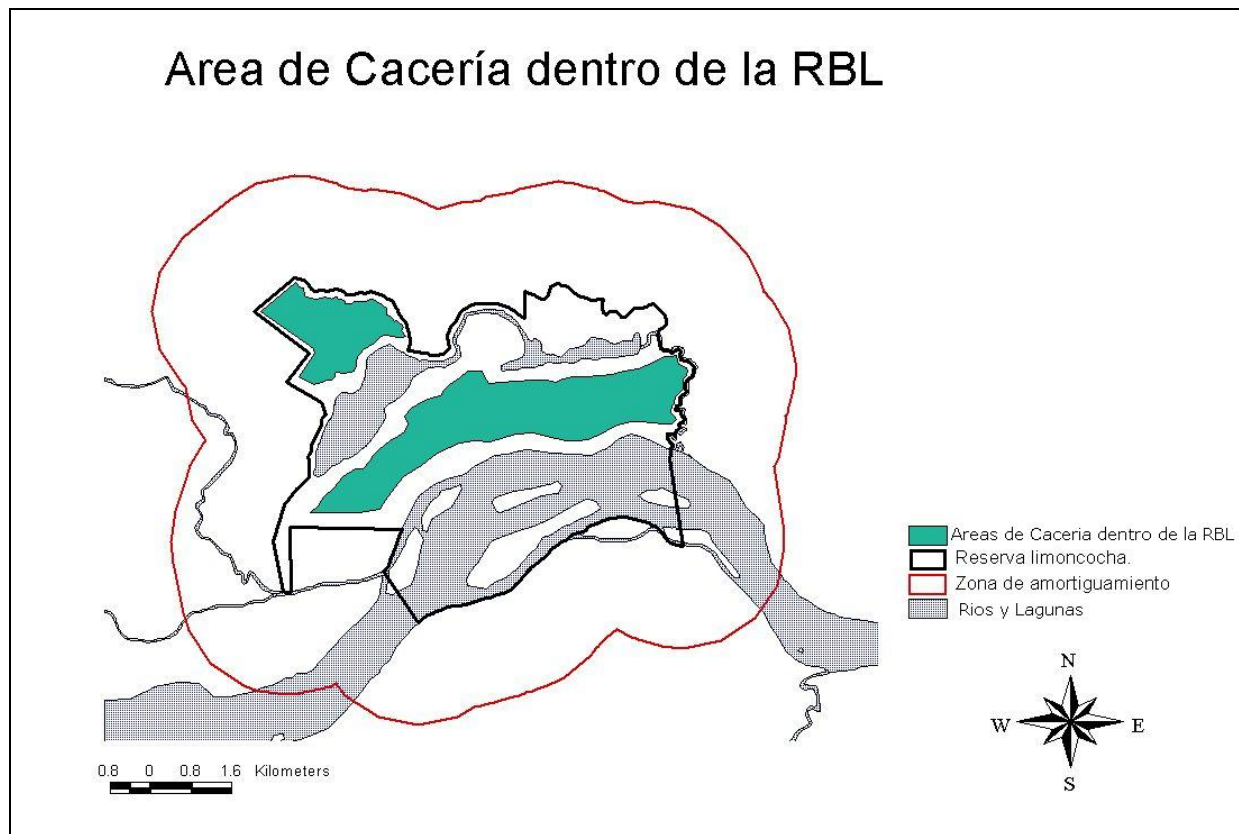 Area de Cacería dentro de la RBL
Areas de Caceria dentro de la RBL
Reserva limoncocha.
Zona de amortiguamiento
Rios y Lagunas
N
W E
S
0.8 0 0.8 1.6 Kilometers